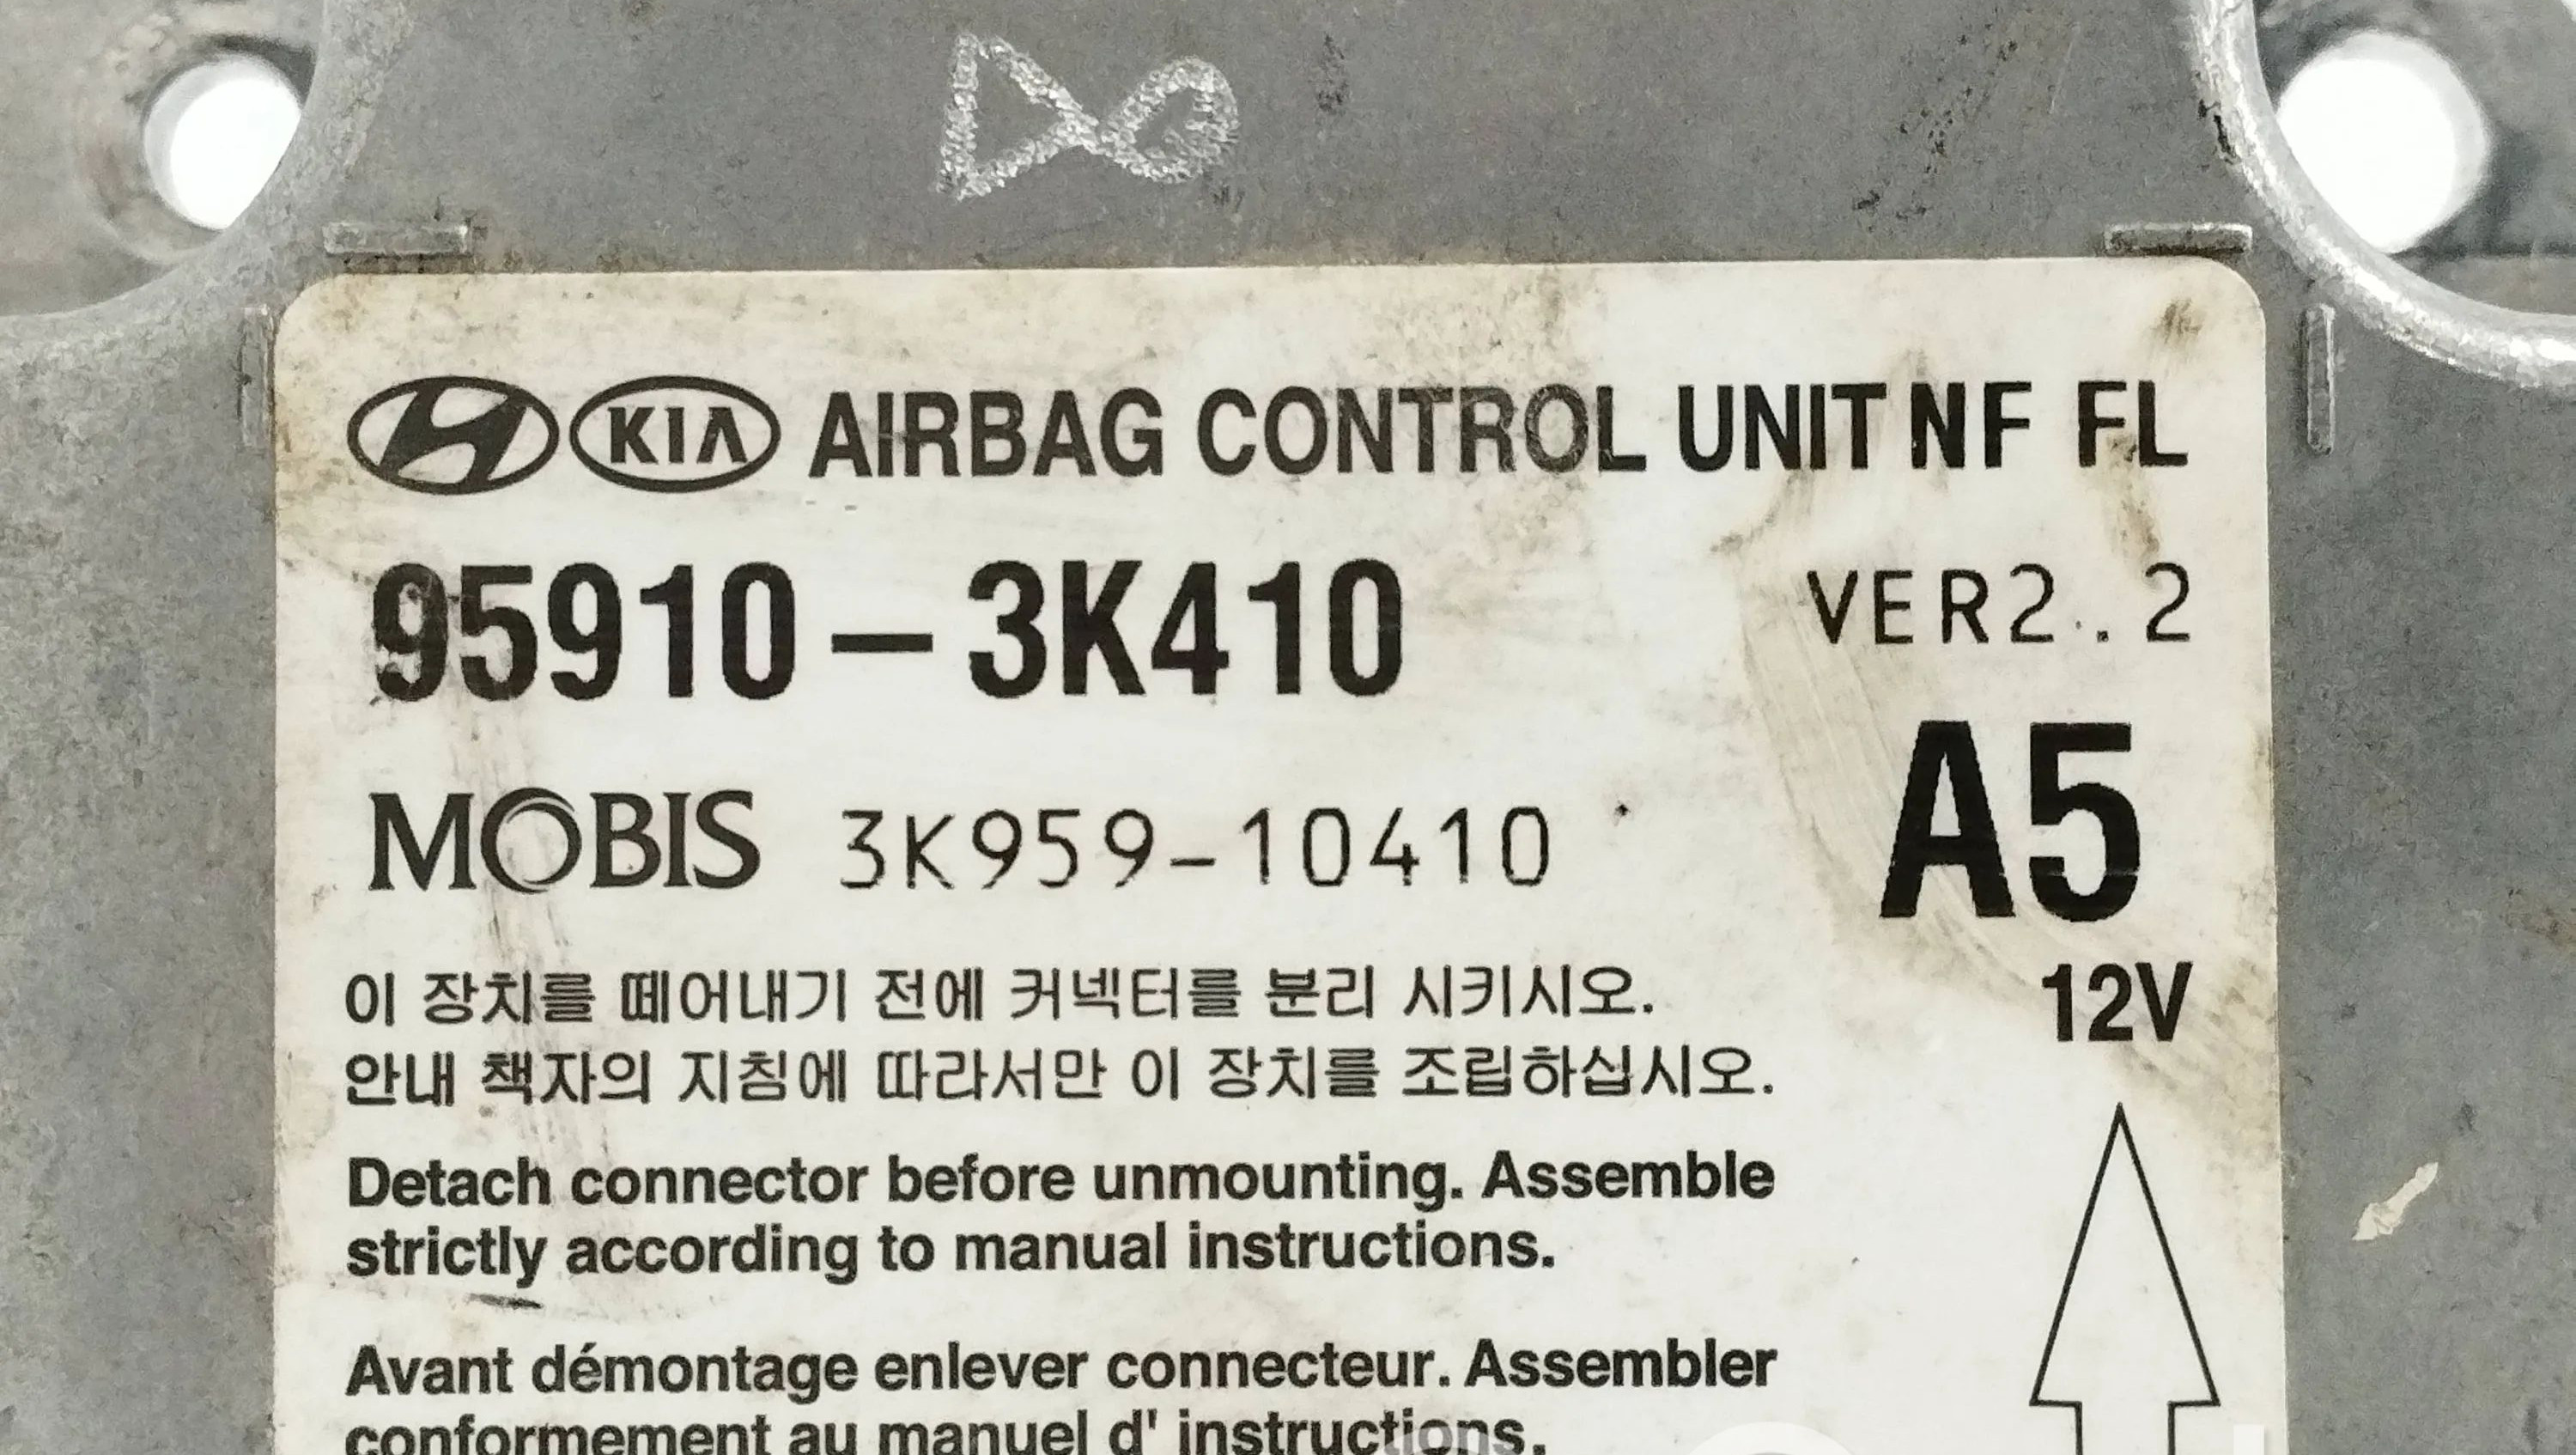 KIA AIRBAG CONTROL UNIT NF FL
95910-3K410 VER2.2
MOBIS 3K959-10410 A5
12V
이 장치를 떼어내기 전에 커넥터를 분리 시키시오.
안내 책자의 지침에 따라서만 이 장치를 조립하십시오.
Detach connector before unmounting. Assemble
strictly according to manual instructions.
Avant démontage enlever connecteur. Assembler
conformement au manuel d' instructions.